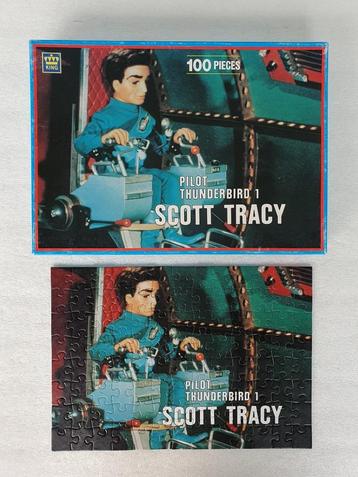 KING
100 PIECES
PILOT
THUNDERBIRD 1
SCOTT TRACY
PILOT
THUNDERBIRD 1
SCOTT TRACY